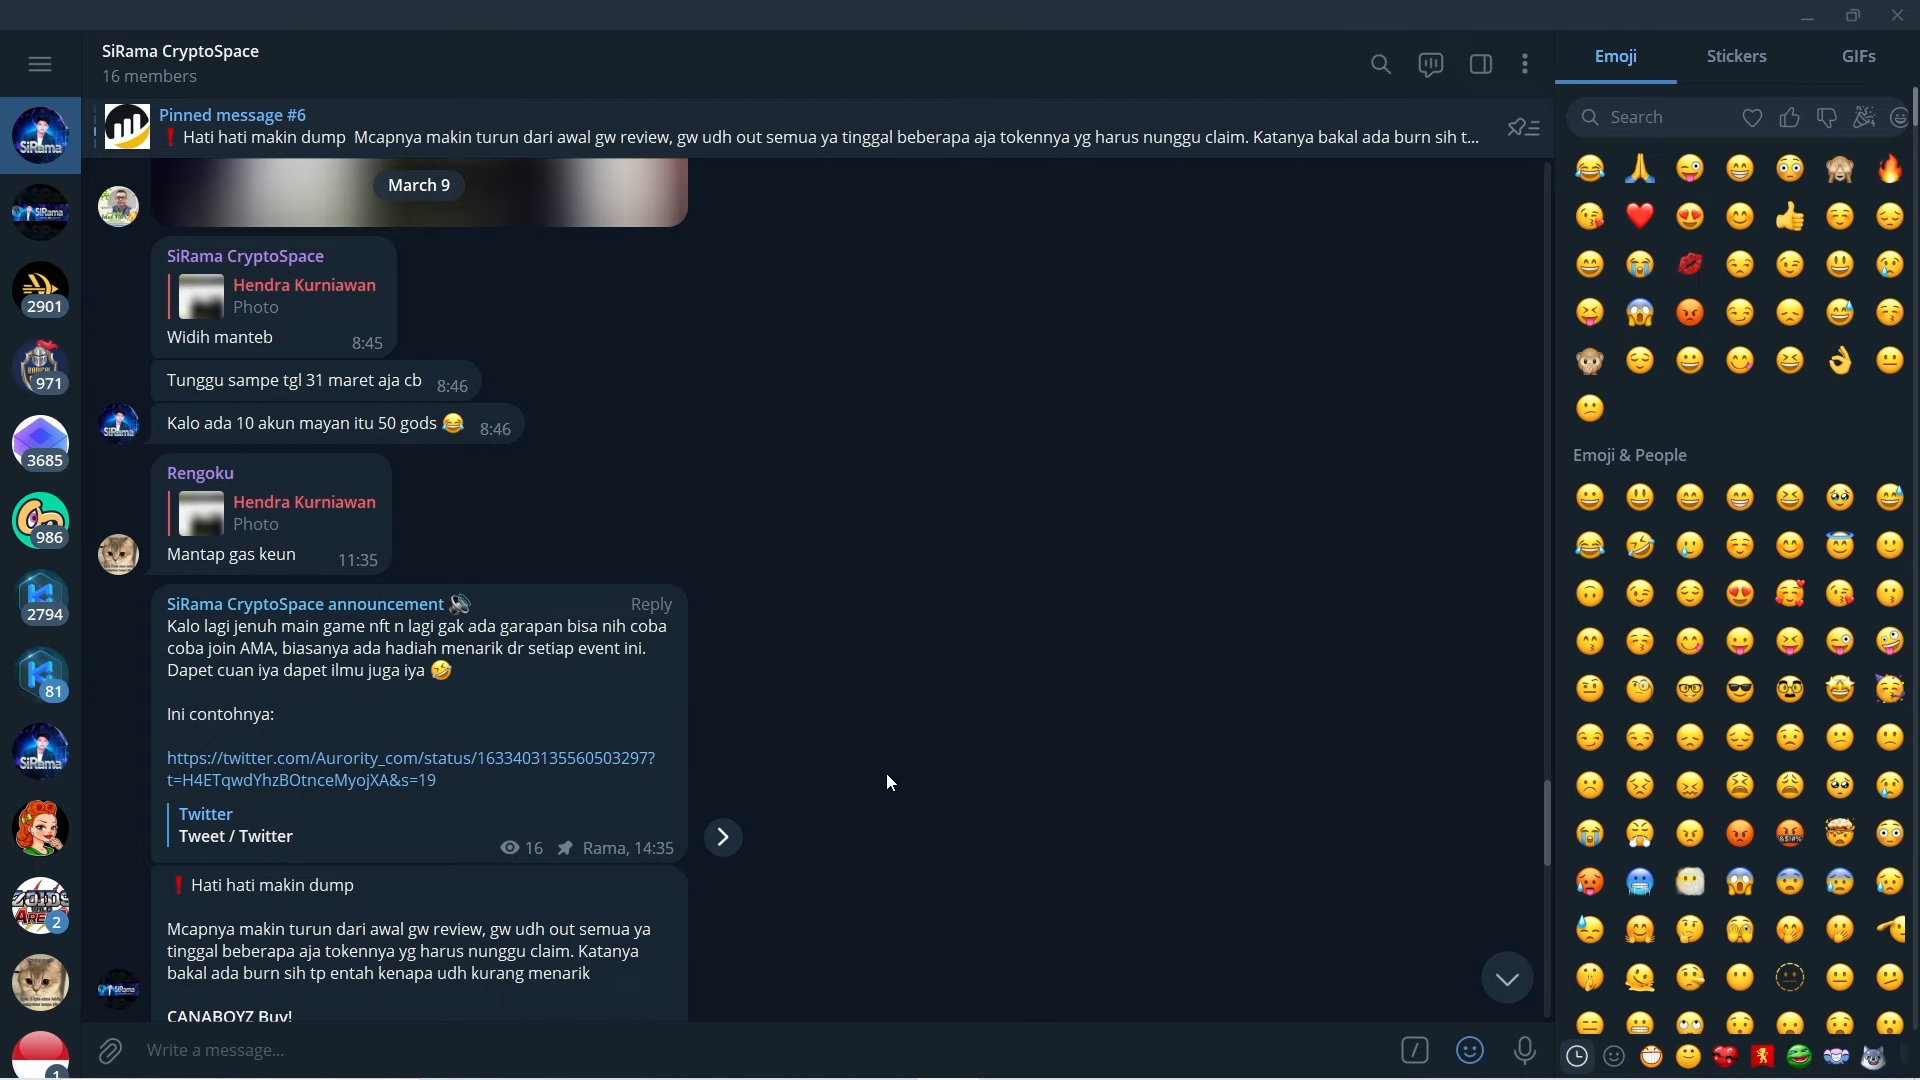 SiRama CryptoSpace
16 members
Pinned message #6
❗ Hati hati makin dump Mcapnya makin turun dari awal gw review, gw udh out semua ya tinggal beberapa aja tokennya yg harus nunggu claim. Katanya bakal ada burn sih t...
March 9
SiRama CryptoSpace
Hendra Kurniawan
Photo
Widih manteb
8:45
Tunggu sampe tgl 31 maret aja cb 8:46
Kalo ada 10 akun mayan itu 50 gods 😂 8:46
Rengoku
Hendra Kurniawan
Photo
Mantap gas keun
11:35
SiRama CryptoSpace announcement 🔊 Reply
Kalo lagi jenuh main game nft n lagi gak ada garapan bisa nih coba
coba join AMA, biasanya ada hadiah menarik dr setiap event ini.
Dapet cuan iya dapet ilmu juga iya 🤣
Ini contohnya:
https://twitter.com/Aurority_com/status/1633403135560503297?
t=H4ETqwdYhzBOtnceMyojXA&s=19
Twitter
Tweet / Twitter
16 Rama, 14:35
❗ Hati hati makin dump
Mcapnya makin turun dari awal gw review, gw udh out semua ya
tinggal beberapa aja tokennya yg harus nunggu claim. Katanya
bakal ada burn sih tp entah kenapa udh kurang menarik
CANABOYZ Buy!
Write a message...
SiRama
SiRama
2901
971
3685
986
2794
81
SiRama
ZOIDS
WILD
ARENA
2
1
SiRama
SiRama
Emoji
Stickers
GIFs
Search
Emoji & People